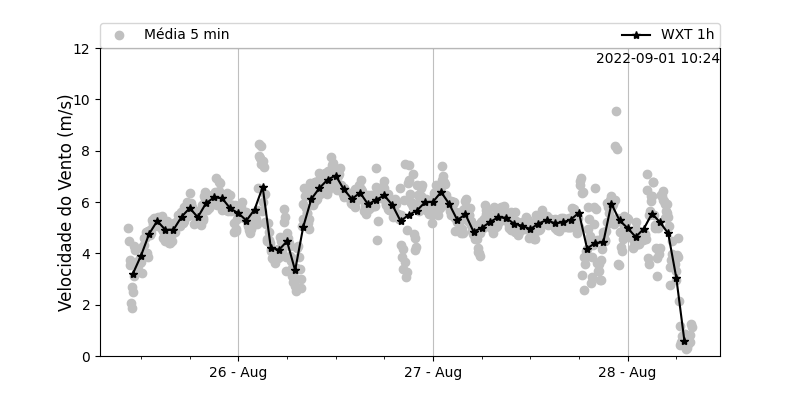 Média 5 min
WXT 1h
2022-09-01 10:24
Velocidade do Vento (m/s)
12
10
8
6
4
2
0
26 - Aug
27 - Aug
28 - Aug